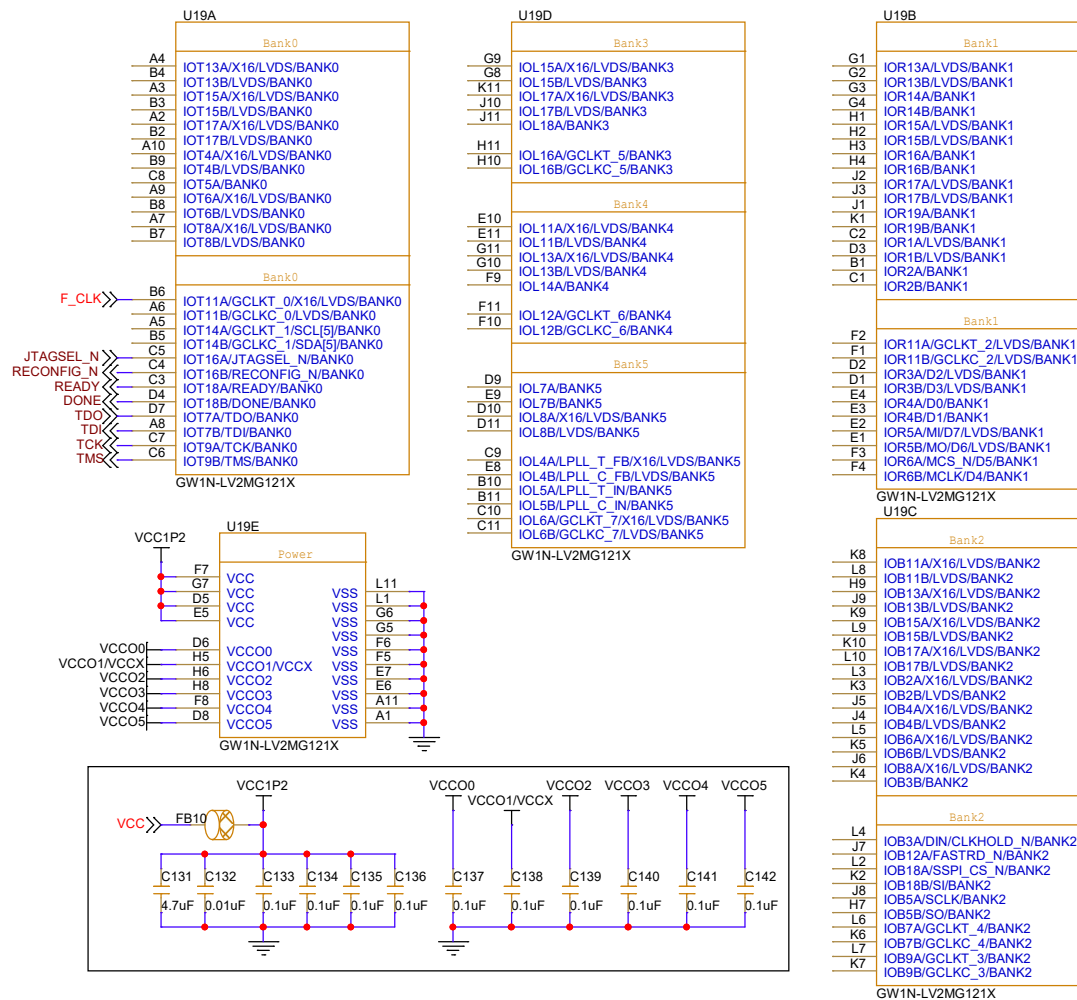 U19A
Bank0
A4 IOT13A/X16/LVDS/BANK0
B4 IOT13B/LVDS/BANK0
A3 IOT15A/X16/LVDS/BANK0
B3 IOT15B/LVDS/BANK0
A2 IOT17A/X16/LVDS/BANK0
B2 IOT17B/LVDS/BANK0
A10 IOT4A/X16/LVDS/BANK0
B9 IOT4B/LVDS/BANK0
C8 IOT5A/BANK0
A9 IOT6A/X16/LVDS/BANK0
B8 IOT6B/LVDS/BANK0
A7 IOT8A/X16/LVDS/BANK0
B7 IOT8B/LVDS/BANK0
Bank0
F_CLK B6 IOT11A/GCLKT_0/X16/LVDS/BANK0
A6 IOT11B/GCLKC_0/LVDS/BANK0
A5 IOT14A/GCLKT_1/SCL[5]/BANK0
B5 IOT14B/GCLKC_1/SDA[5]/BANK0
JTAGSEL_N C5 IOT16A/JTAGSEL_N/BANK0
RECONFIG_N C4 IOT16B/RECONFIG_N/BANK0
READY C3 IOT18A/READY/BANK0
DONE D4 IOT18B/DONE/BANK0
TDO D7 IOT7A/TDO/BANK0
TDI A8 IOT7B/TDI/BANK0
TCK C7 IOT9A/TCK/BANK0
TMS C6 IOT9B/TMS/BANK0
GW1N-LV2MG121X
U19D
Bank3
G9 IOL15A/X16/LVDS/BANK3
G8 IOL15B/LVDS/BANK3
K11 IOL17A/X16/LVDS/BANK3
J10 IOL17B/LVDS/BANK3
J11 IOL18A/BANK3
H11 IOL16A/GCLKT_5/BANK3
H10 IOL16B/GCLKC_5/BANK3
Bank4
E10 IOL11A/X16/LVDS/BANK4
E11 IOL11B/LVDS/BANK4
G11 IOL13A/X16/LVDS/BANK4
G10 IOL13B/LVDS/BANK4
F9 IOL14A/BANK4
F11 IOL12A/GCLKT_6/BANK4
F10 IOL12B/GCLKC_6/BANK4
Bank5
D9 IOL7A/BANK5
E9 IOL7B/BANK5
D10 IOL8A/X16/LVDS/BANK5
D11 IOL8B/LVDS/BANK5
C9 IOL4A/LPLL_T_FB/X16/LVDS/BANK5
E8 IOL4B/LPLL_C_FB/LVDS/BANK5
B10 IOL5A/LPLL_T_IN/BANK5
B11 IOL5B/LPLL_C_IN/BANK5
C10 IOL6A/GCLKT_7/X16/LVDS/BANK5
C11 IOL6B/GCLKC_7/LVDS/BANK5
GW1N-LV2MG121X
U19B
Bank1
G1 IOR13A/LVDS/BANK1
G2 IOR13B/LVDS/BANK1
G3 IOR14A/BANK1
G4 IOR14B/BANK1
H1 IOR15A/LVDS/BANK1
H2 IOR15B/LVDS/BANK1
H3 IOR16A/BANK1
H4 IOR16B/BANK1
J2 IOR17A/LVDS/BANK1
J3 IOR17B/LVDS/BANK1
J1 IOR19A/BANK1
K1 IOR19B/BANK1
C2 IOR1A/LVDS/BANK1
D3 IOR1B/LVDS/BANK1
B1 IOR2A/BANK1
C1 IOR2B/BANK1
Bank1
F2 IOR11A/GCLKT_2/LVDS/BANK1
F1 IOR11B/GCLKC_2/LVDS/BANK1
D2 IOR3A/D2/LVDS/BANK1
D1 IOR3B/D3/LVDS/BANK1
E4 IOR4A/D0/BANK1
E3 IOR4B/D1/BANK1
E2 IOR5A/MI/D7/LVDS/BANK1
E1 IOR5B/MO/D6/LVDS/BANK1
F3 IOR6A/MCS_N/D5/BANK1
F4 IOR6B/MCLK/D4/BANK1
GW1N-LV2MG121X
U19E
VCC1P2
Power
F7 VCC
G7 VCC
D5 VCC
E5 VCC
VCCO0 D6 VCCO0
VCCO1/VCCX H5 VCCO1/VCCX
VCCO2 H6 VCCO2
VCCO3 H8 VCCO3
VCCO4 F8 VCCO4
VCCO5 D8 VCCO5
VSS L11
VSS L1
VSS G6
VSS G5
VSS F6
VSS F5
VSS E7
VSS E6
VSS A11
VSS A1
GW1N-LV2MG121X
U19C
Bank2
K8 IOB11A/X16/LVDS/BANK2
L8 IOB11B/LVDS/BANK2
H9 IOB13A/X16/LVDS/BANK2
J9 IOB13B/LVDS/BANK2
K9 IOB15A/X16/LVDS/BANK2
L9 IOB15B/LVDS/BANK2
K10 IOB17A/X16/LVDS/BANK2
L10 IOB17B/LVDS/BANK2
L3 IOB2A/X16/LVDS/BANK2
K3 IOB2B/LVDS/BANK2
J5 IOB4A/X16/LVDS/BANK2
J4 IOB4B/LVDS/BANK2
L5 IOB6A/X16/LVDS/BANK2
K5 IOB6B/LVDS/BANK2
J6 IOB8A/X16/LVDS/BANK2
K4 IOB3B/BANK2
Bank2
L4 IOB3A/DIN/CLKHOLD_N/BANK2
J7 IOB12A/FASTRD_N/BANK2
L2 IOB18A/SSPI_CS_N/BANK2
K2 IOB18B/SI/BANK2
J8 IOB5A/SCLK/BANK2
H7 IOB5B/SO/BANK2
L6 IOB7A/GCLKT_4/BANK2
K6 IOB7B/GCLKC_4/BANK2
L7 IOB9A/GCLKT_3/BANK2
K7 IOB9B/GCLKC_3/BANK2
GW1N-LV2MG121X
VCC1P2 VCCO0 VCCO1/VCCX VCCO2 VCCO3 VCCO4 VCCO5
VCC FB10
C131 C132 C133 C134 C135 C136 C137 C138 C139 C140 C141 C142
4.7uF 0.01uF 0.1uF 0.1uF 0.1uF 0.1uF 0.1uF 0.1uF 0.1uF 0.1uF 0.1uF 0.1uF